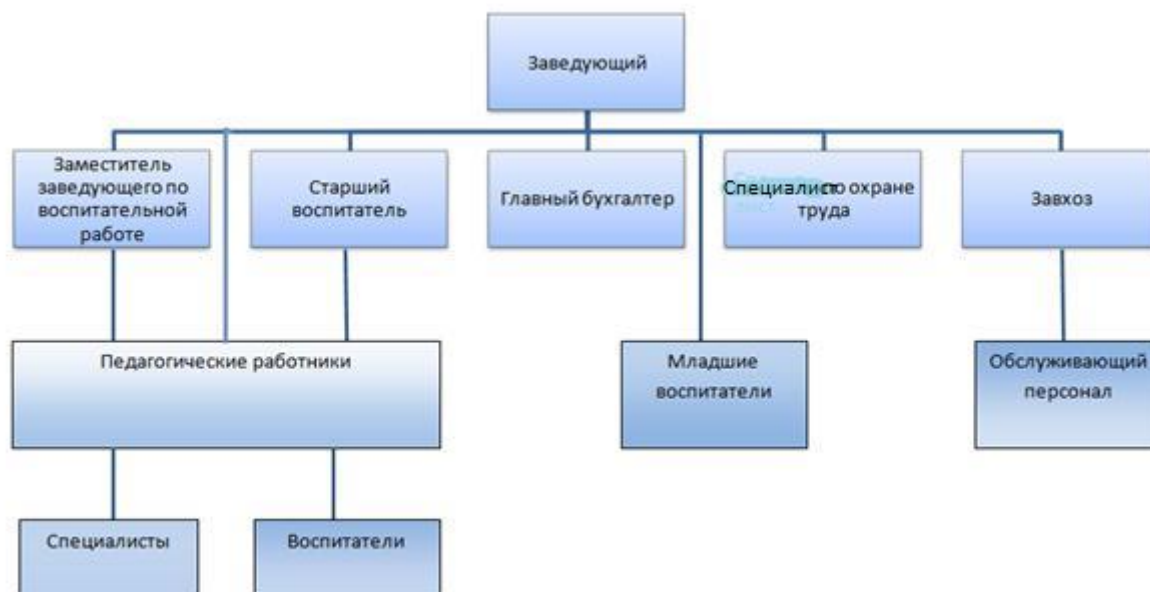 Заведующий
Заместитель
заведующего по
воспитательной
работе
Старший
воспитатель
Главный бухгалтер
Специалист по охране
труда
Завхоз
Педагогические работники
Младшие
воспитатели
Обслуживающий
персонал
Специалисты
Воспитатели